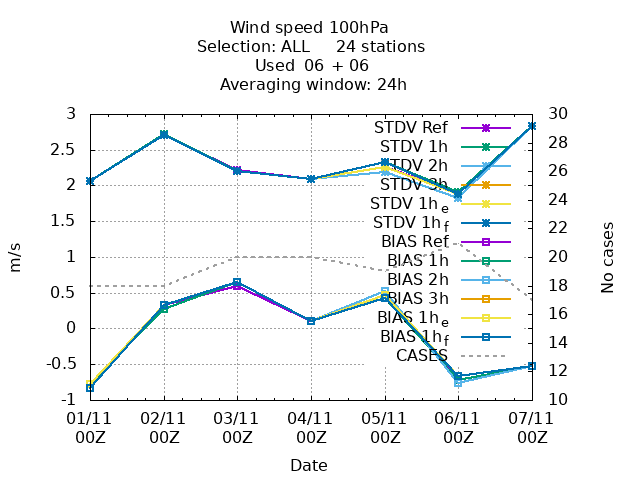 Wind speed 100hPa
Selection: ALL 24 stations
Used 06 + 06
Averaging window: 24h
3
2.5
2
1.5
1
0.5
0
-0.5
-1
m/s
30
28
26
24
22
20
18
16
14
12
10
No cases
STDV Ref
STDV 1h
STDV 2h
STDV 3h
STDV 1h e
STDV 1h f
BIAS Ref
BIAS 1h
BIAS 2h
BIAS 3h
BIAS 1h e
BIAS 1h f
CASES
01/11 02/11 03/11 04/11 05/11 06/11 07/11
00Z 00Z 00Z 00Z 00Z 00Z 00Z
Date